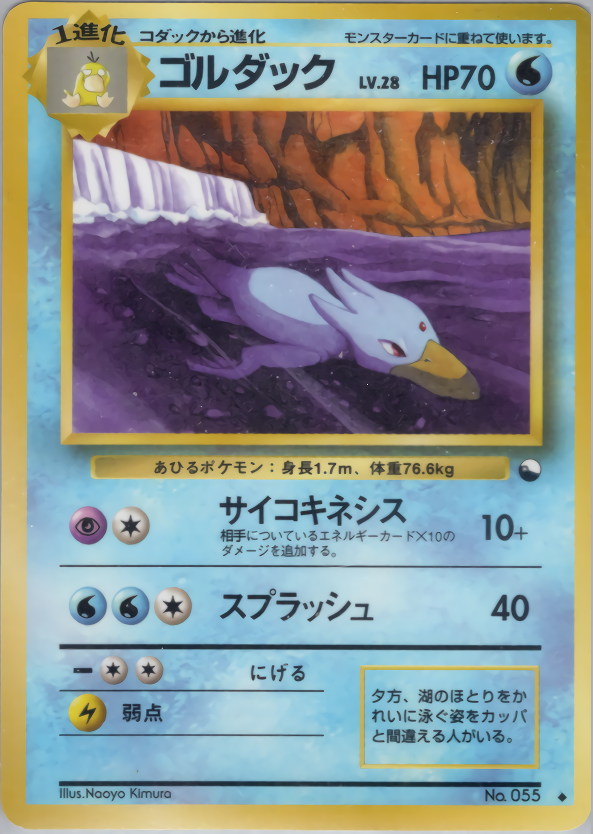 1進化
コダックから進化
モンスターカードに重ねて使います。
ゴルダック LV.28 HP70
あひるポケモン：身長1.7m、体重76.6kg
サイコキネシス 10+
相手についているエネルギーカード×10の
ダメージを追加する。
スプラッシュ 40
にげる
弱点
夕方、湖のほとりをか
れいに泳ぐ姿をカッパ
と間違える人がいる。
Illus.Naoyo Kimura
No. 055